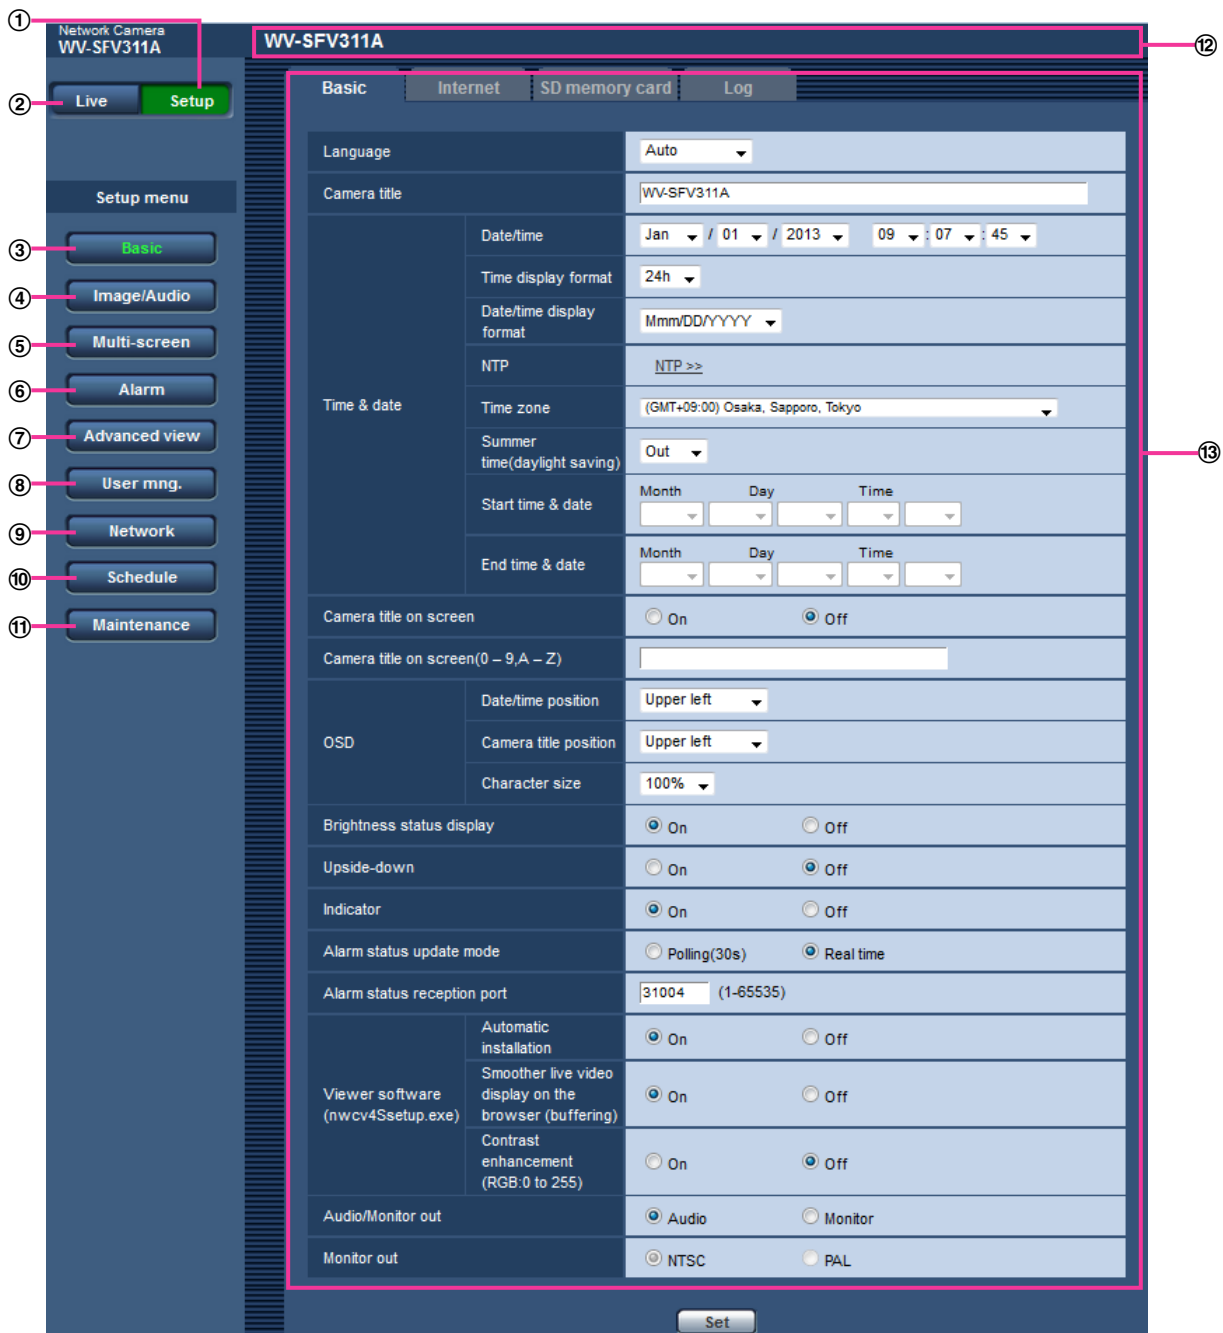 ①
Network Camera
WV-SFV311A
WV-SFV311A
⑫
② Live Setup
Basic Internet SD memory card Log
Setup menu
③ Basic
④ Image/Audio
⑤ Multi-screen
⑥ Alarm
⑦ Advanced view
⑧ User mng.
⑨ Network
⑩ Schedule
⑪ Maintenance
⑬
Language Auto
Camera title WV-SFV311A
Time & date
Date/time Jan / 01 / 2013 09 : 07 : 45
Time display format 24h
Date/time display
format
Mmm/DD/YYYY
NTP NTP >>
Time zone (GMT+09:00) Osaka, Sapporo, Tokyo
Summer
time(daylight saving)
Out
Start time & date Month Day Time
End time & date Month Day Time
Camera title on screen On Off
Camera title on screen(0 – 9,A – Z)
OSD
Date/time position Upper left
Camera title position Upper left
Character size 100%
Brightness status display On Off
Upside-down On Off
Indicator On Off
Alarm status update mode Polling(30s) Real time
Alarm status reception port 31004 (1-65535)
Viewer software
(nwcv4Ssetup.exe)
Automatic
installation
On Off
Smoother live video
display on the
browser (buffering)
On Off
Contrast
enhancement
(RGB:0 to 255)
On Off
Audio/Monitor out Audio Monitor
Monitor out NTSC PAL
Set